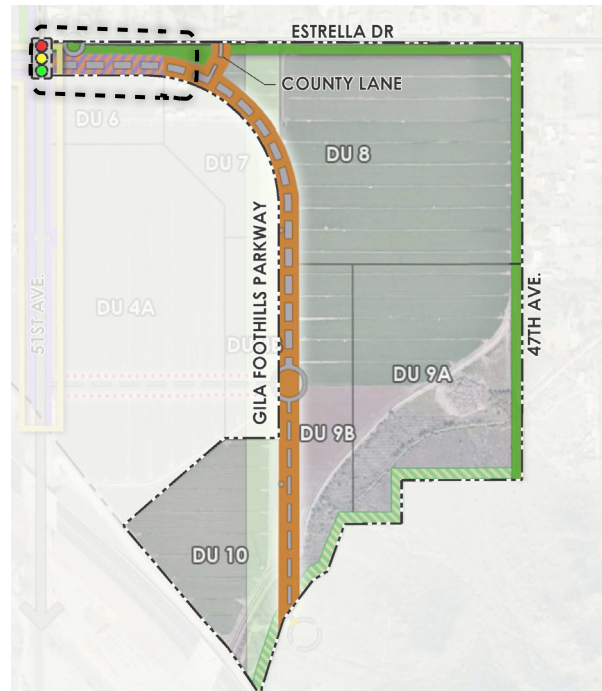 ESTRELLA DR
COUNTY LANE
DU 6
DU 7
DU 8
GILA FOOTHILLS PARKWAY
51ST AVE.
DU 4A
47TH AVE.
DU 9A
DU 9B
DU 10